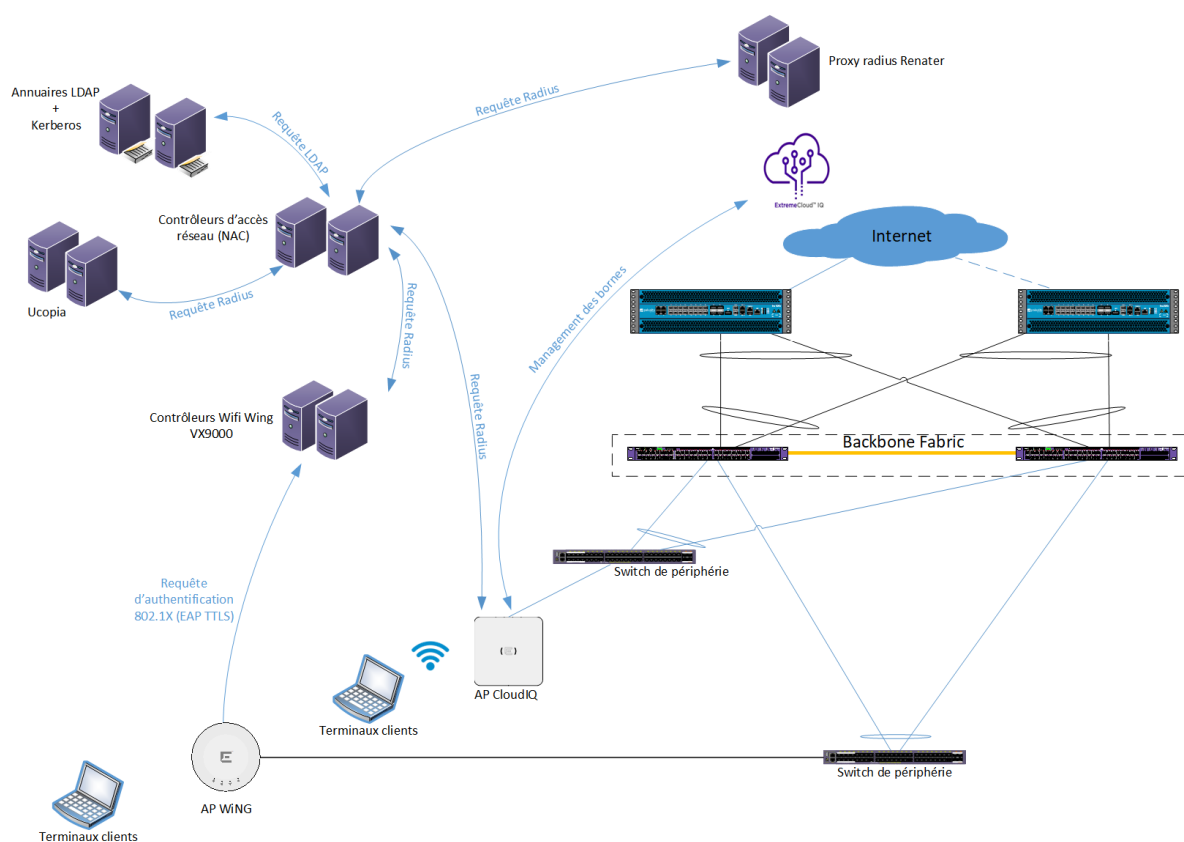 Proxy radius Renater
Annuaires LDAP
+
Kerberos
Requête Radius
Requête LDAP
ExtremeCloud™ IQ
Contrôleurs d'accès
réseau (NAC)
Internet
Ucopia
Requête Radius
Requête Radius
Management des bornes
Requête Radius
Contrôleurs Wifi Wing
VX9000
Backbone Fabric
Switch de périphérie
Requête
d'authentification
802.1X (EAP TTLS)
AP CloudIQ
Terminaux clients
Switch de périphérie
AP WiNG
Terminaux clients